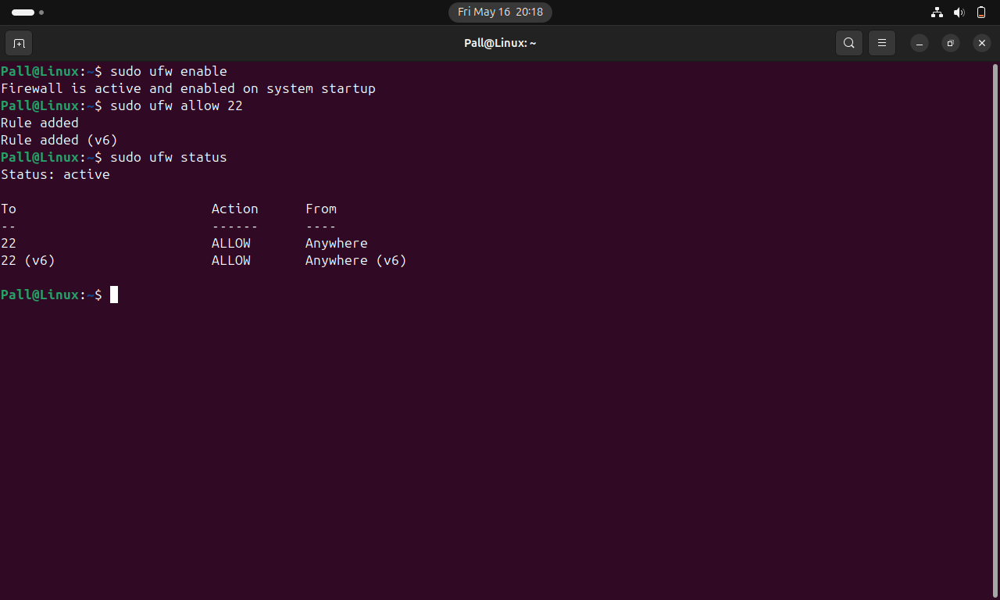 Fri May 16  20:18
Pall@Linux: ~
Pall@Linux:~$ sudo ufw enable
Firewall is active and enabled on system startup
Pall@Linux:~$ sudo ufw allow 22
Rule added
Rule added (v6)
Pall@Linux:~$ sudo ufw status
Status: active

To                         Action      From
--                         ------      ----
22                         ALLOW       Anywhere
22 (v6)                    ALLOW       Anywhere (v6)

Pall@Linux:~$